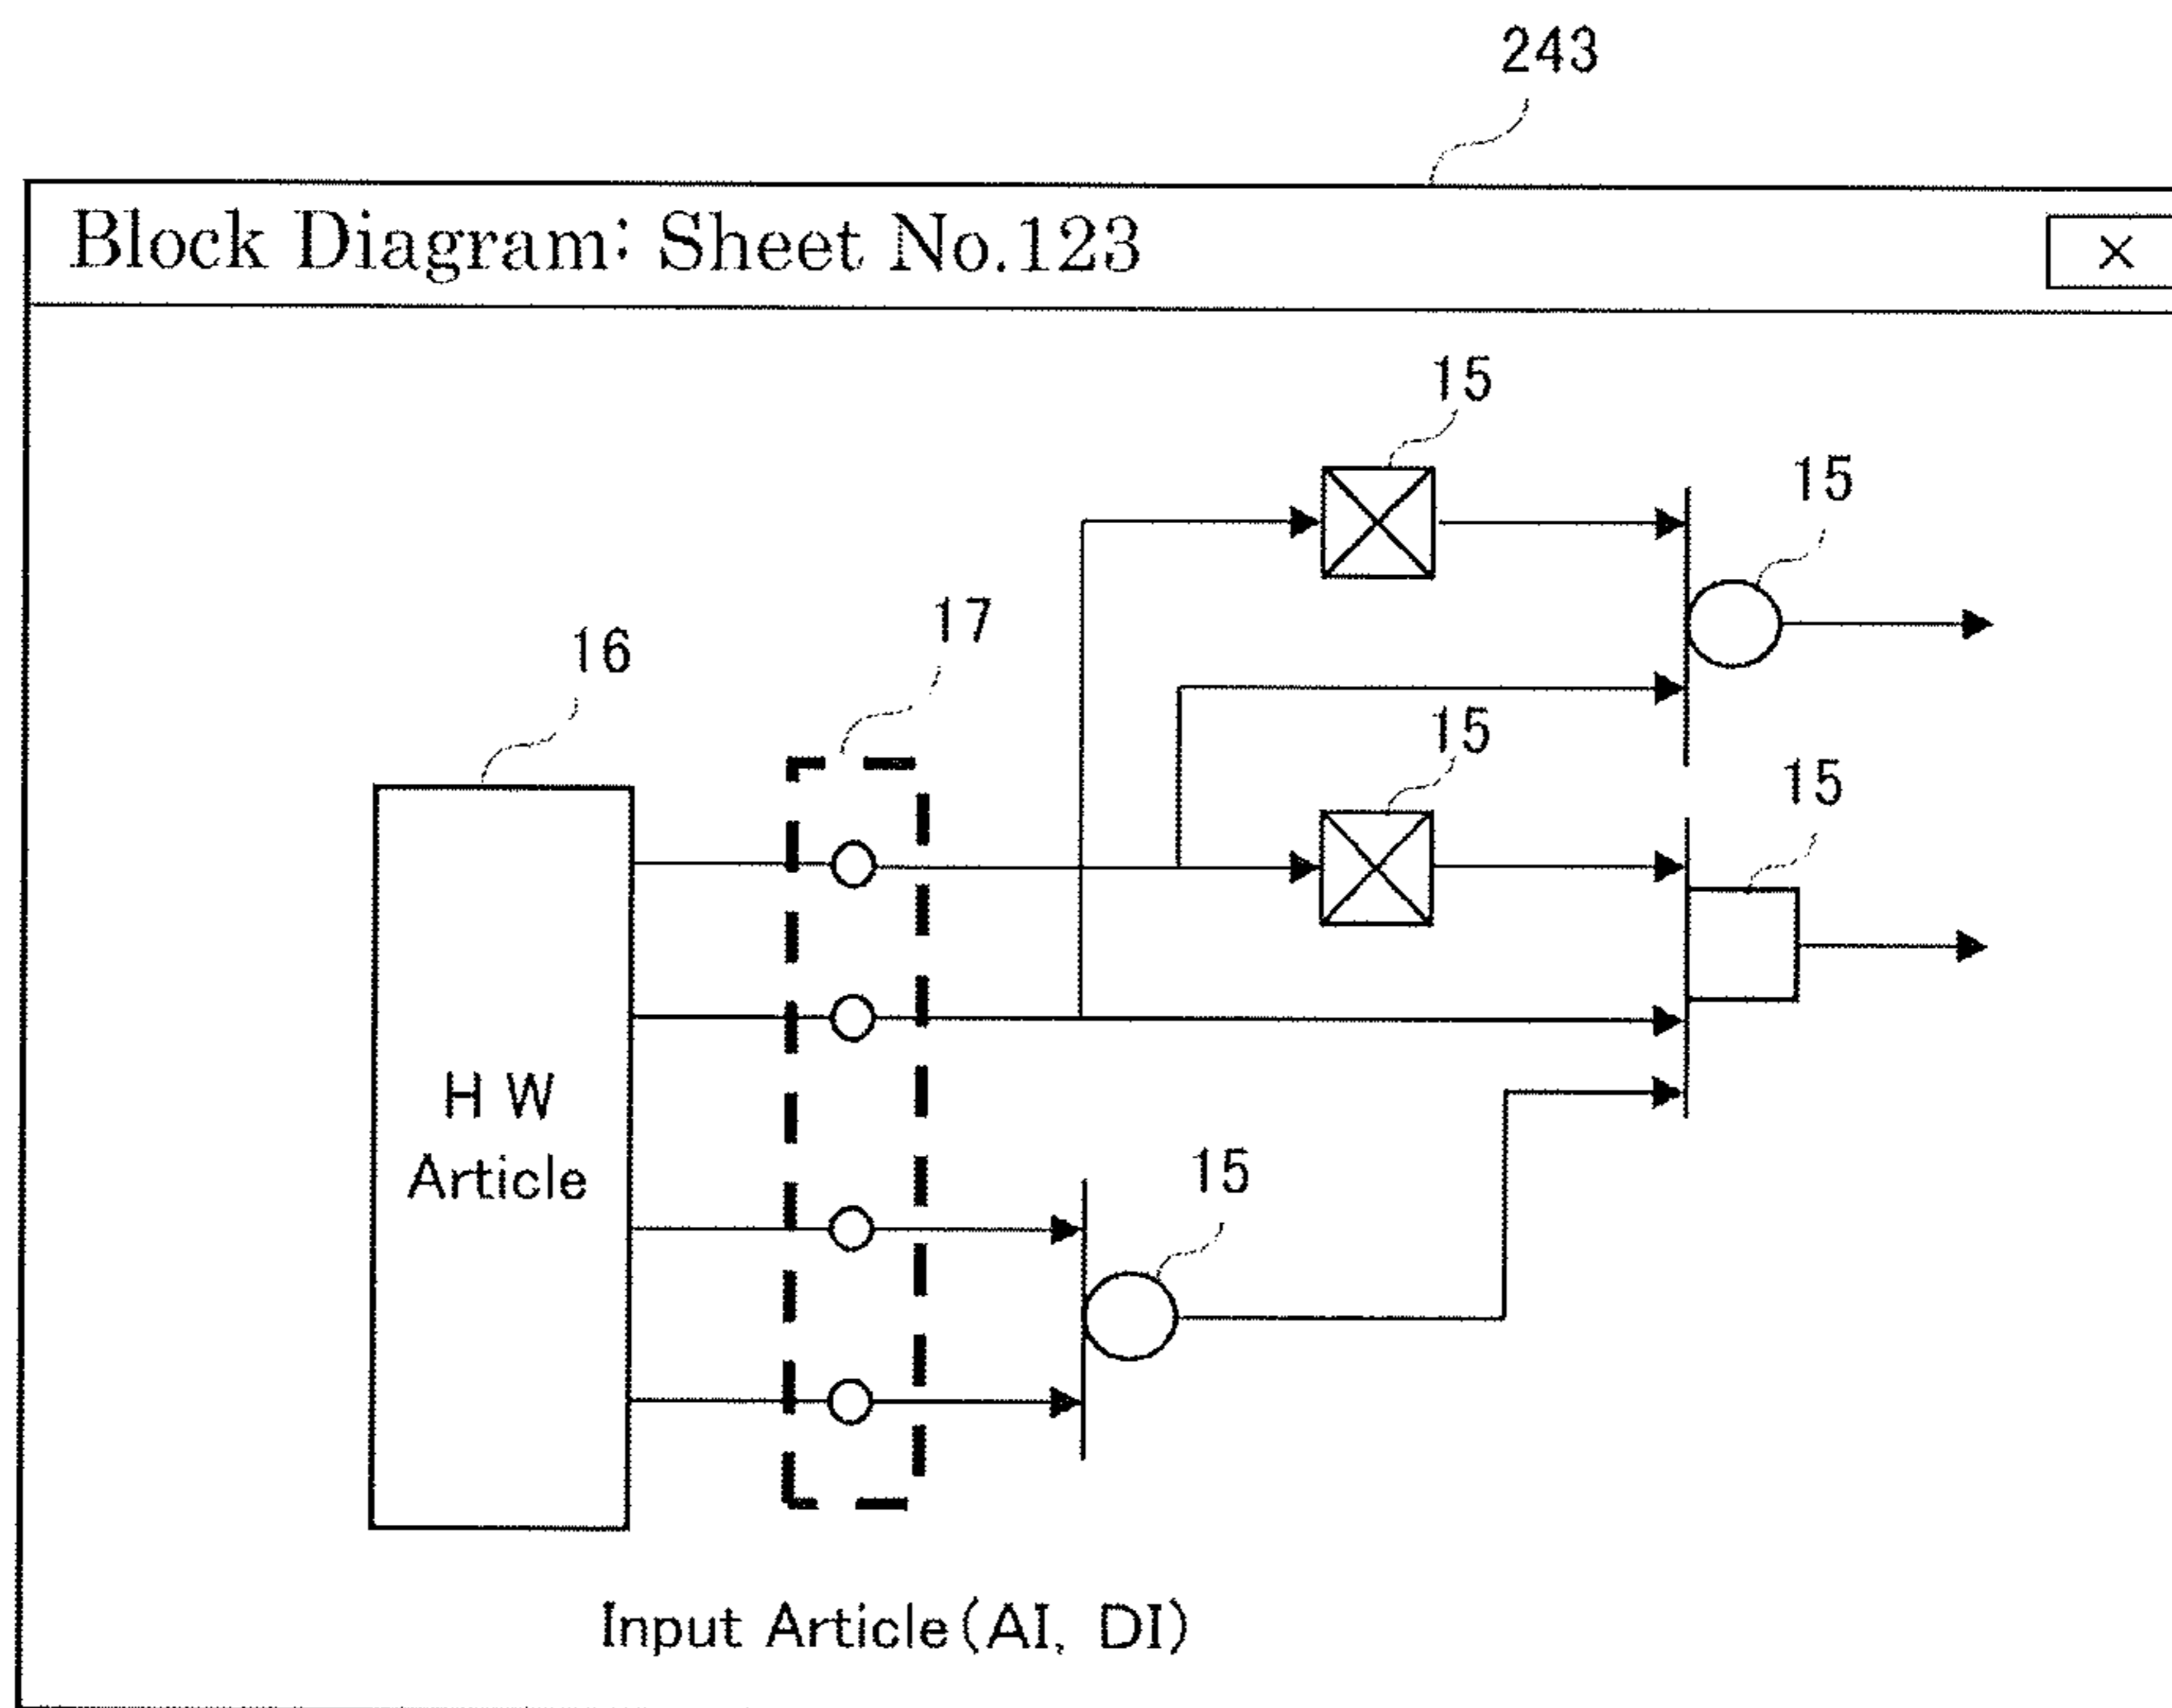 243
Block Diagram: Sheet No.123
×
15
15
17
16
15
15
H W
Article
15
Input Article(AI, DI)